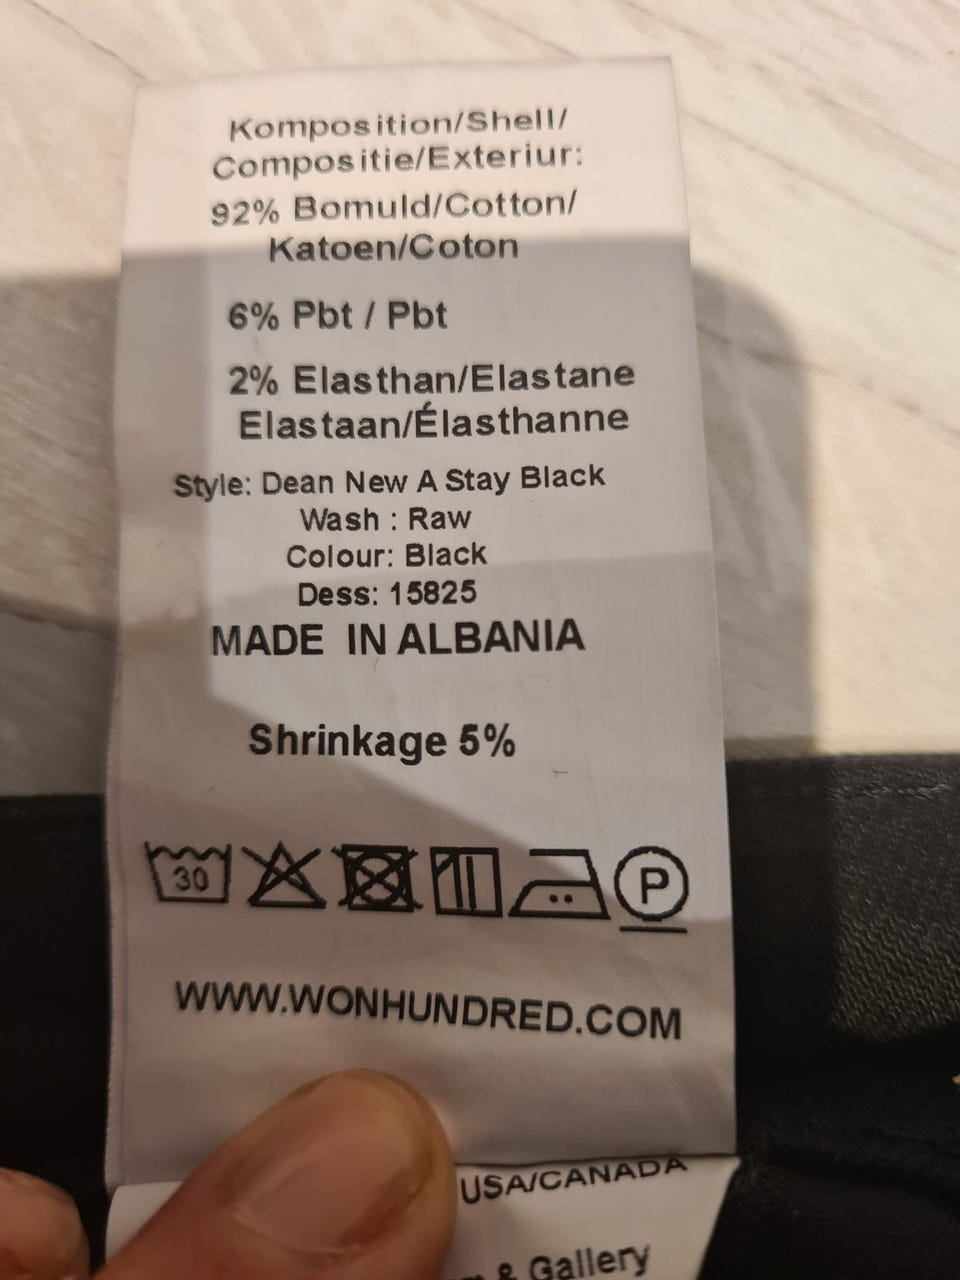 Komposition/Shell/
Compositie/Exteriur:
92% Bomuld/Cotton/
Katoen/Coton
6% Pbt / Pbt
2% Elasthan/Elastane
Elastaan/Élasthanne
Style: Dean New A Stay Black
Wash : Raw
Colour: Black
Dess: 15825
MADE IN ALBANIA
Shrinkage 5%
30
P
WWW.WONHUNDRED.COM
USA/CANADA
& Gallery